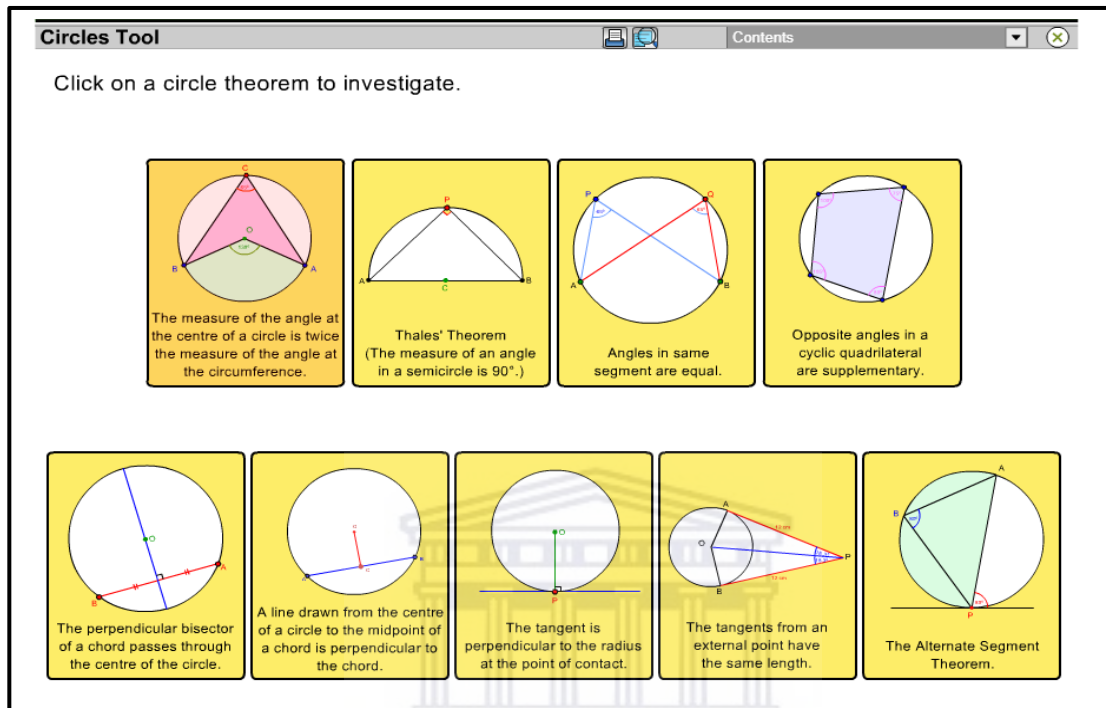 Circles Tool
Contents
Click on a circle theorem to investigate.
C
O
B
A
The measure of the angle at
the centre of a circle is twice
the measure of the angle at
the circumference.
P
A
C
B
Thales' Theorem
(The measure of an angle
in a semicircle is 90°.)
P
Q
A
B
Angles in same
segment are equal.
Opposite angles in a
cyclic quadrilateral
are supplementary.
O
A
B
The perpendicular bisector
of a chord passes through
the centre of the circle.
A line drawn from the centre
of a circle to the midpoint of
a chord is perpendicular to
the chord.
O
P
The tangent is
perpendicular to the radius
at the point of contact.
A
O
P
B
The tangents from an
external point have
the same length.
A
B
P
The Alternate Segment
Theorem.